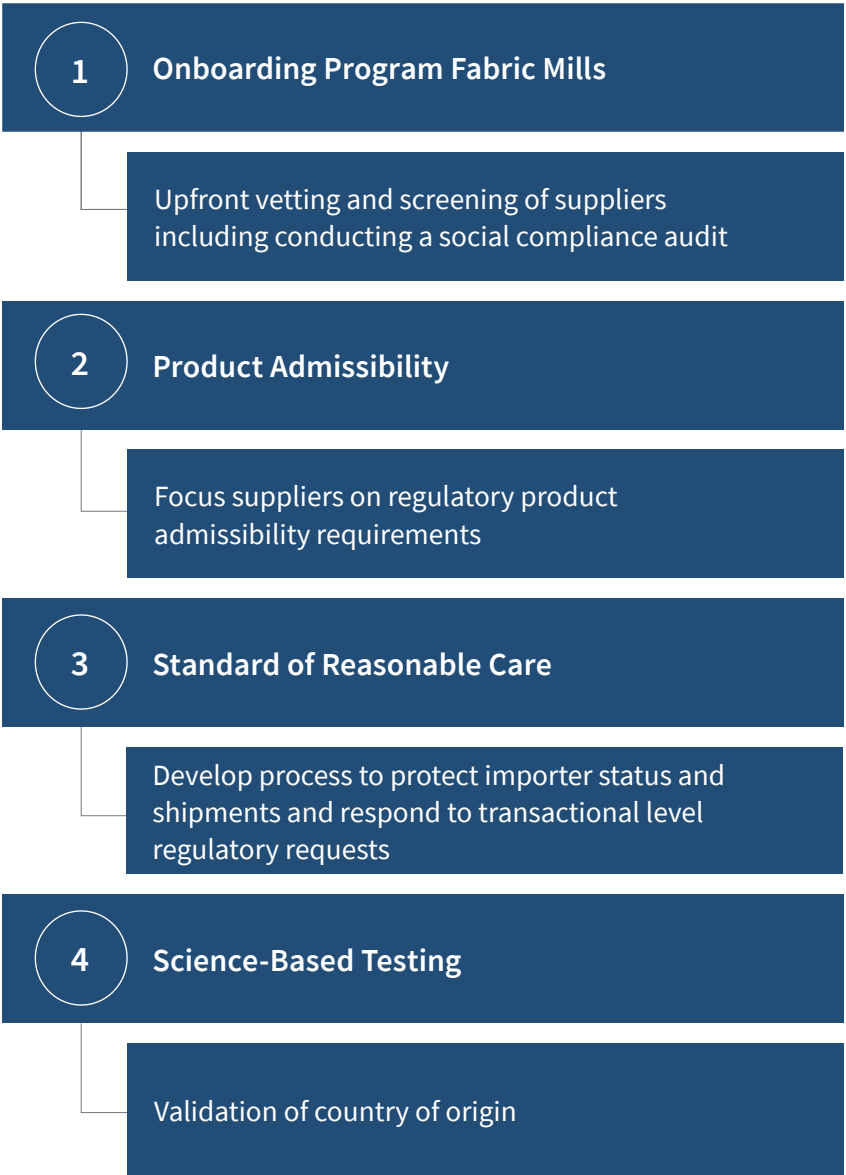 1
Onboarding Program Fabric Mills
Upfront vetting and screening of suppliers
including conducting a social compliance audit
2
Product Admissibility
Focus suppliers on regulatory product
admissibility requirements
3
Standard of Reasonable Care
Develop process to protect importer status and
shipments and respond to transactional level
regulatory requests
4
Science-Based Testing
Validation of country of origin